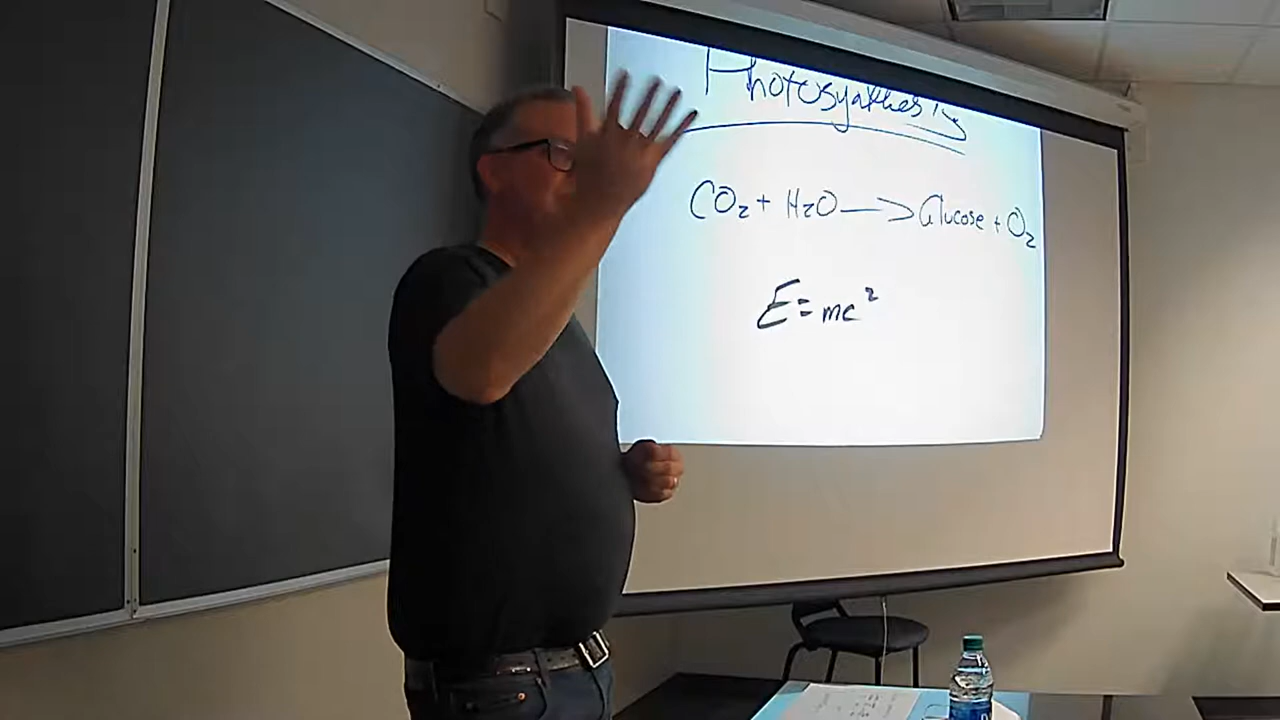 Photosynthesis
CO₂ + H₂O —> Glucose + O₂
E=mc²